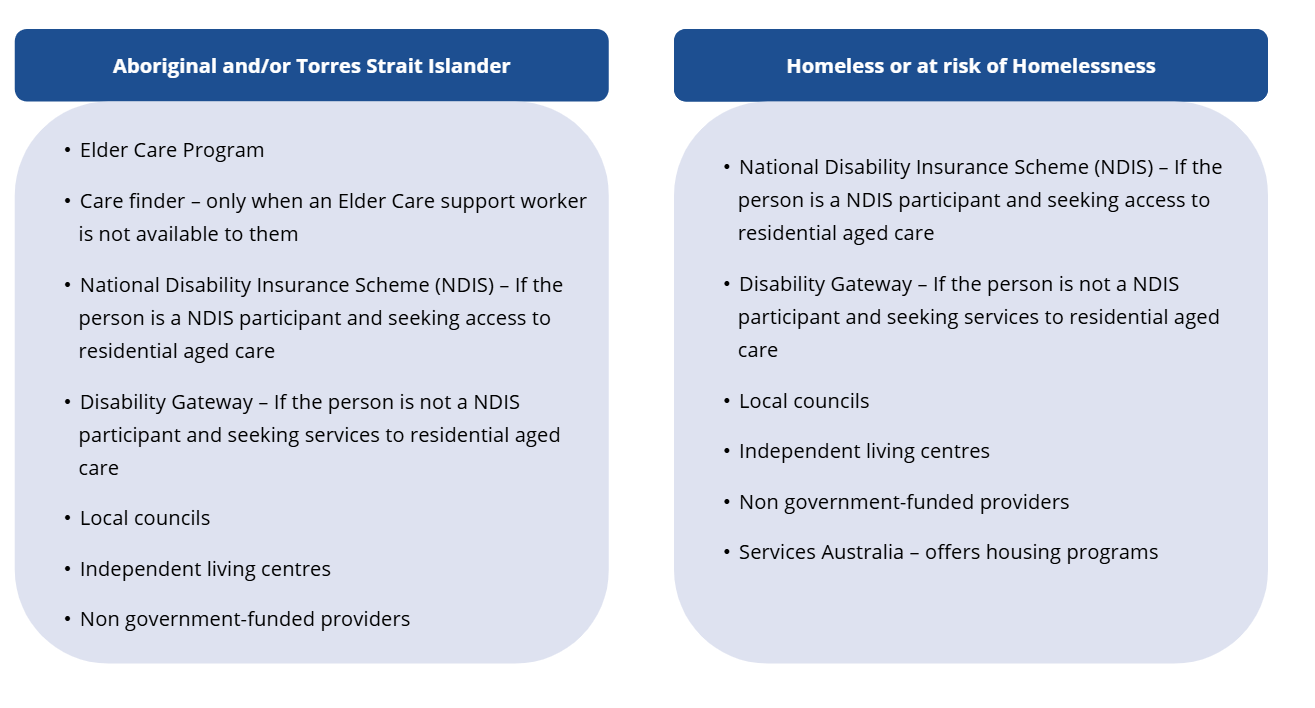 Aboriginal and/or Torres Strait Islander
• Elder Care Program
• Care finder – only when an Elder Care support worker
is not available to them
• National Disability Insurance Scheme (NDIS) – If the
person is a NDIS participant and seeking access to
residential aged care
• Disability Gateway – If the person is not a NDIS
participant and seeking services to residential aged
care
• Local councils
• Independent living centres
• Non government-funded providers
Homeless or at risk of Homelessness
• National Disability Insurance Scheme (NDIS) – If the
person is a NDIS participant and seeking access to
residential aged care
• Disability Gateway – If the person is not a NDIS
participant and seeking services to residential aged
care
• Local councils
• Independent living centres
• Non government-funded providers
• Services Australia – offers housing programs